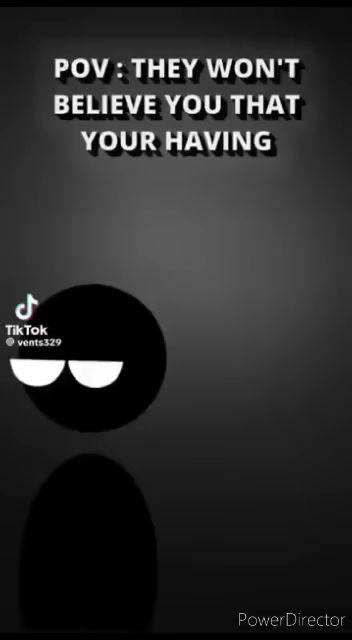 POV : THEY WON'T
BELIEVE YOU THAT
YOUR HAVING
TikTok
@ vents329
PowerDirector